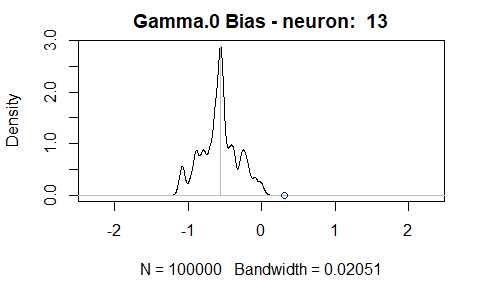 Gamma.0 Bias - neuron:  13
Density
3.0
2.0
1.0
0.0
-2 -1 0 1 2
N = 100000   Bandwidth = 0.02051